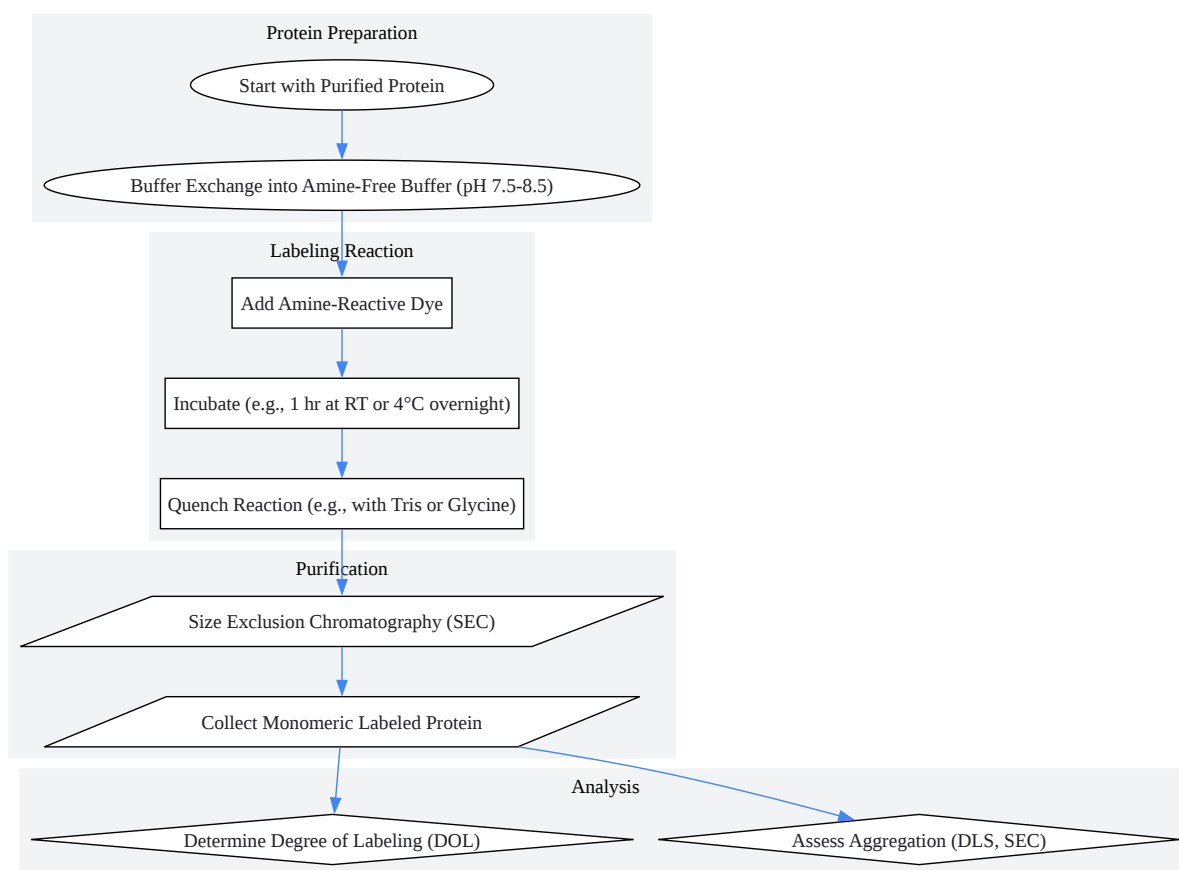 Protein Preparation
Start with Purified Protein
Buffer Exchange into Amine-Free Buffer (pH 7.5-8.5)
Labeling Reaction
Add Amine-Reactive Dye
Incubate (e.g., 1 hr at RT or 4°C overnight)
Quench Reaction (e.g., with Tris or Glycine)
Purification
Size Exclusion Chromatography (SEC)
Collect Monomeric Labeled Protein
Analysis
Determine Degree of Labeling (DOL)
Assess Aggregation (DLS, SEC)